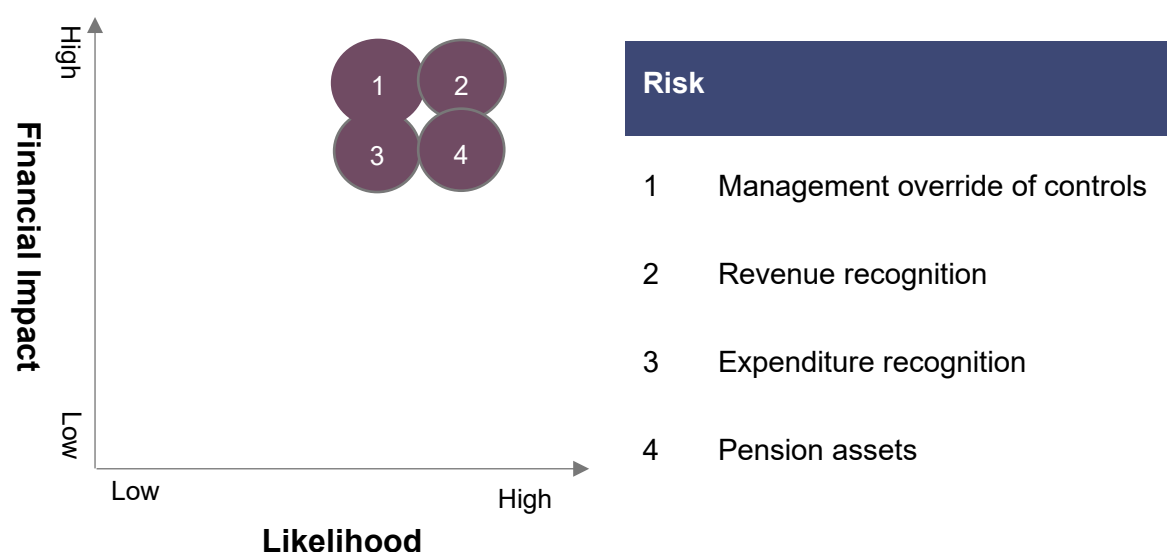 High
Financial Impact
Low
1
2
3
4
Low
High
Likelihood
Risk
1 Management override of controls
2 Revenue recognition
3 Expenditure recognition
4 Pension assets